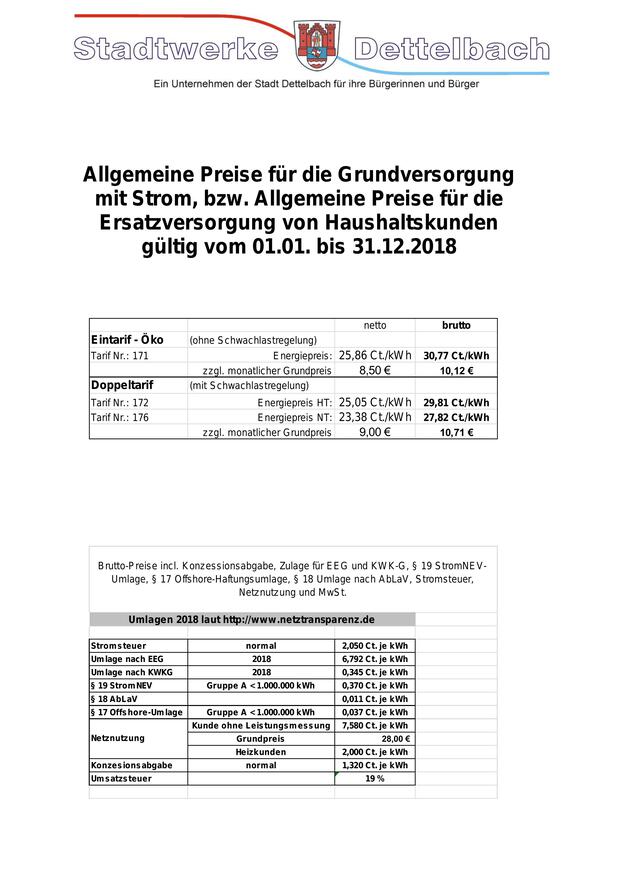 Stadtwerke Dettelbach
Ein Unternehmen der Stadt Dettelbach für ihre Bürgerinnen und Bürger
Allgemeine Preise für die Grundversorgung
mit Strom, bzw. Allgemeine Preise für die
Ersatzversorgung von Haushaltskunden
gültig vom 01.01. bis 31.12.2018
netto brutto
Eintarif - Öko (ohne Schwachlastregelung)
Tarif Nr.: 171 Energiepreis: 25,86 Ct./kWh 30,77 Ct./kWh
zzgl. monatlicher Grundpreis 8,50 € 10,12 €
Doppeltarif (mit Schwachlastregelung)
Tarif Nr.: 172 Energiepreis HT: 25,05 Ct./kWh 29,81 Ct./kWh
Tarif Nr.: 176 Energiepreis NT: 23,38 Ct./kWh 27,82 Ct./kWh
zzgl. monatlicher Grundpreis 9,00 € 10,71 €
Brutto-Preise incl. Konzessionsabgabe, Zulage für EEG und KWK-G, § 19 StromNEV-
Umlage, § 17 Offshore-Haftungsumlage, § 18 Umlage nach AbLaV, Stromsteuer,
Netznutzung und MwSt.
Umlagen 2018 laut http://www.netztransparenz.de
Stromsteuer normal 2,050 Ct. je kWh
Umlage nach EEG 2018 6,792 Ct. je kWh
Umlage nach KWKG 2018 0,345 Ct. je kWh
§ 19 StromNEV Gruppe A < 1.000.000 kWh 0,370 Ct. je kWh
§ 18 AbLaV 0,011 Ct. je kWh
§ 17 Offshore-Umlage Gruppe A < 1.000.000 kWh 0,037 Ct. je kWh
Netznutzung Kunde ohne Leistungsmessung 7,580 Ct. je kWh
Grundpreis 28,00 €
Heizkunden 2,000 Ct. je kWh
Konzesionsabgabe normal 1,320 Ct. je kWh
Umsatzsteuer 19 %